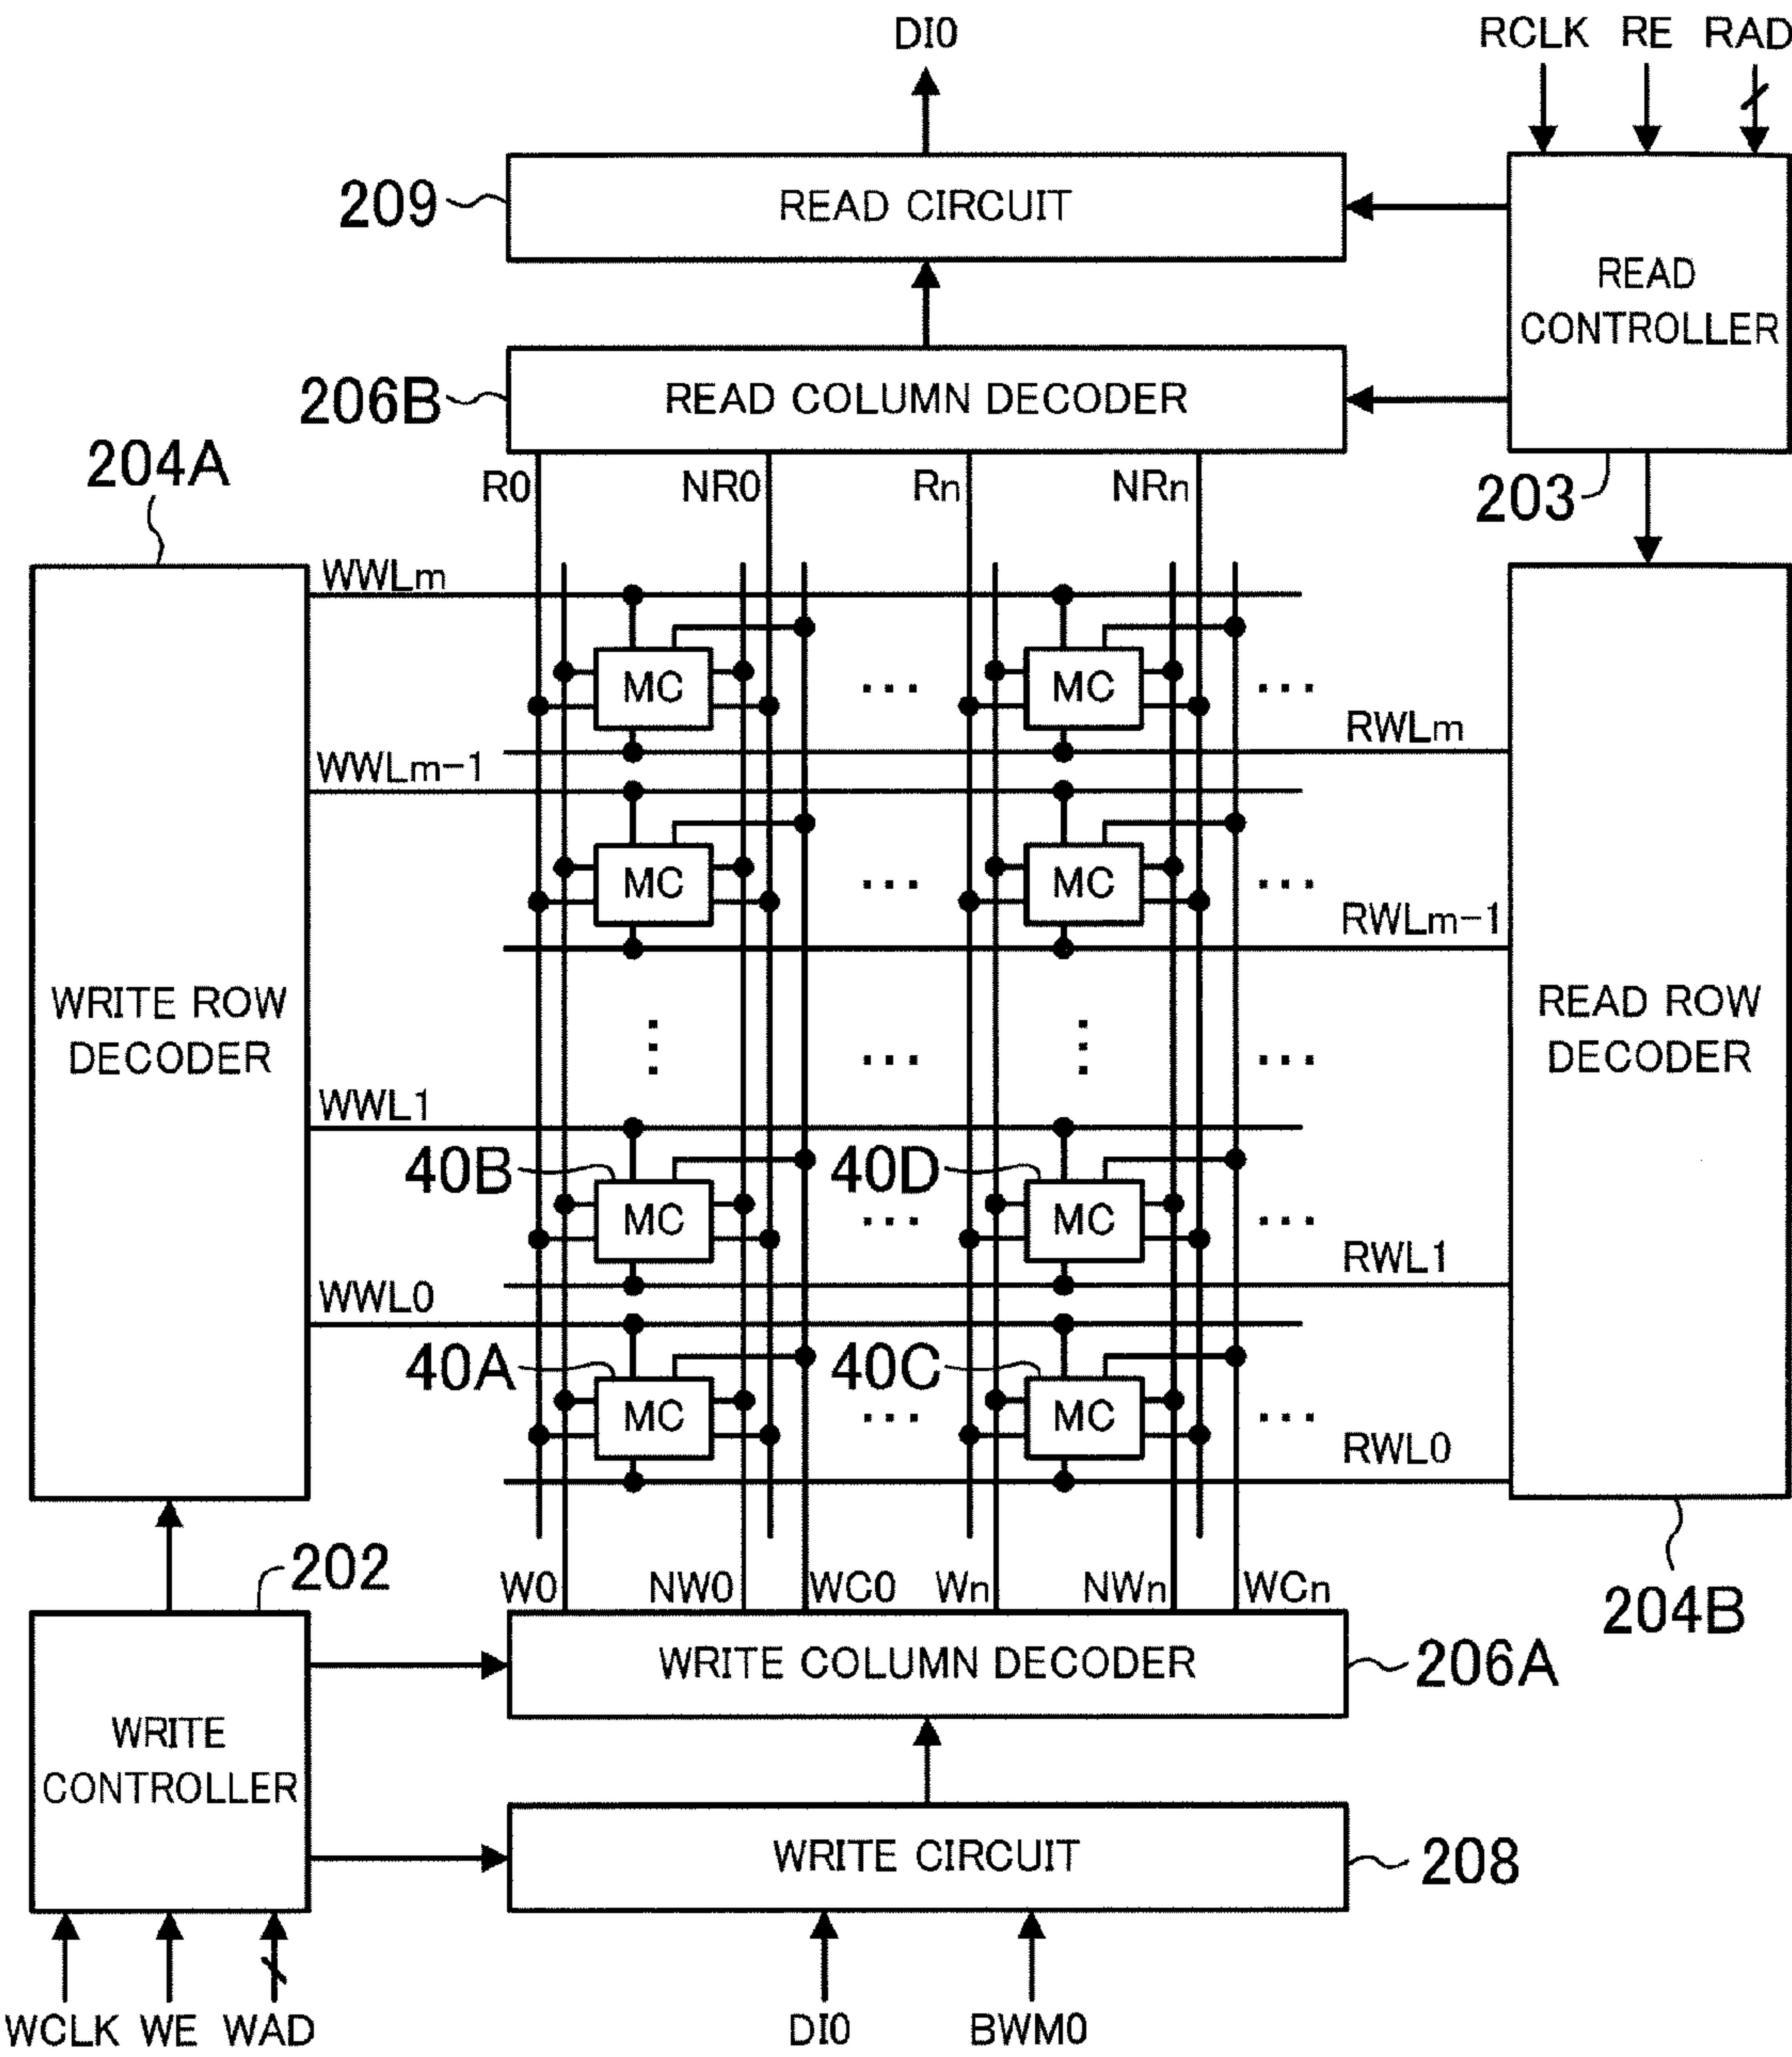 DI0
RCLK RE RAD
209
READ CIRCUIT
READ
CONTROLLER
206B
READ COLUMN DECODER
204A
R0 NR0 Rn NRn
203
WWLm
MC ... MC ...
RWLm
WWLm-1
MC ... MC ...
RWLm-1
WRITE ROW
DECODER
... ...
READ ROW
DECODER
WWL1
40B 40D
MC ... MC ...
RWL1
WWL0
40A 40C
MC ... MC ...
RWL0
202
W0 NW0 WC0 Wn NWn WCn
204B
WRITE COLUMN DECODER
206A
WRITE
CONTROLLER
WRITE CIRCUIT
208
WCLK WE WAD
DI0 BWM0